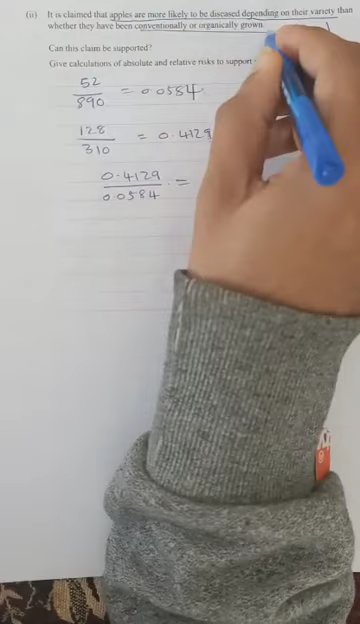 (ii) It is claimed that apples are more likely to be diseased depending on their variety than
whether they have been conventionally or organically grown.
Can this claim be supported?
Give calculations of absolute and relative risks to support
52/890 = 0.0584
128/310 = 0.4129
0.4129/0.0584 =